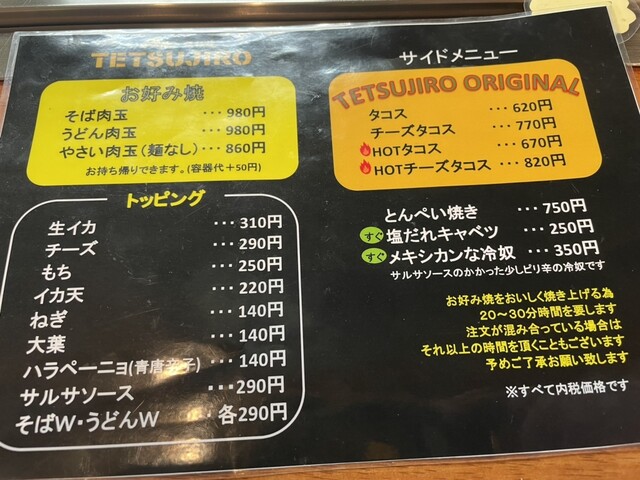 TETSUJIRO
お好み焼
そば肉玉 ･･･980円
うどん肉玉 ･･･980円
やさい肉玉(麺なし)･･･860円
お持ち帰りできます。(容器代＋50円)
トッピング
生イカ ･･･310円
チーズ ･･･290円
もち ･･･250円
イカ天 ･･･220円
ねぎ ･･･140円
大葉 ･･･140円
ハラペーニョ(青唐辛子)･･･140円
サルサソース ･･･290円
そばW・うどんW ･･･各290円
サイドメニュー
TETSUJIRO ORIGINAL
タコス ･･･620円
チーズタコス ･･･770円
HOTタコス ･･･670円
HOTチーズタコス ･･･820円
とんぺい焼き ･･･750円
すぐ 塩だれキャベツ ･･･250円
すぐ メキシカンな冷奴 ･･･350円
サルサソースのかかった少しピリ辛の冷奴です
お好み焼をおいしく焼き上げる為
20～30分時間を要します
注文が混み合っている場合は
それ以上の時間を頂くこともございます
予めご了承お願い致します
※すべて内税価格です